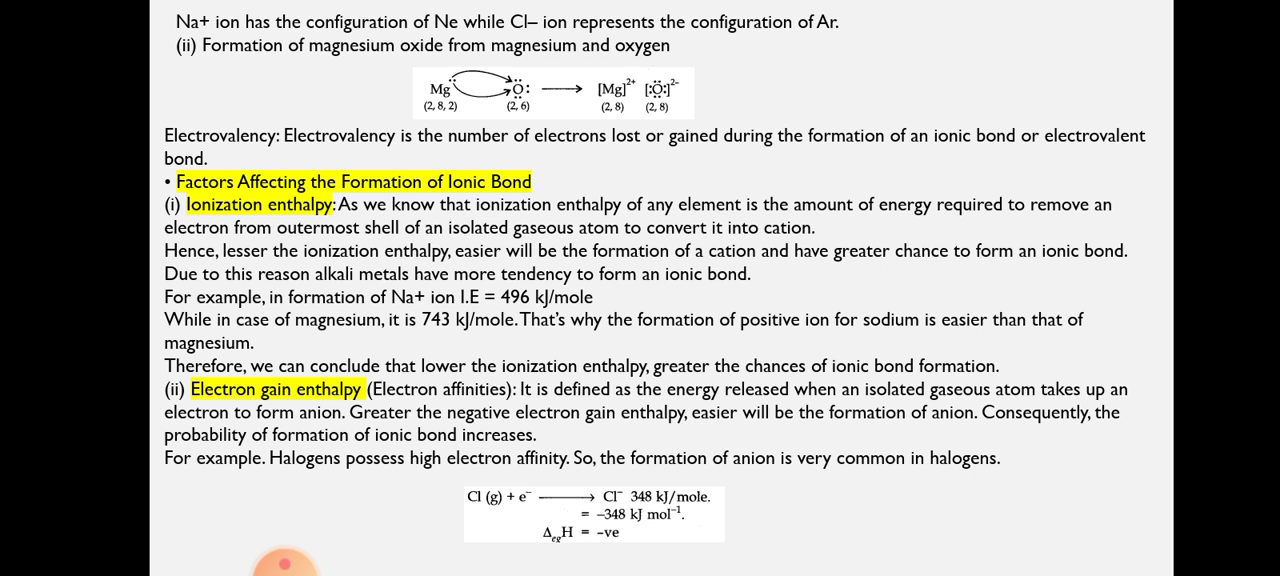 Na+ ion has the configuration of Ne while Cl– ion represents the configuration of Ar.
(ii) Formation of magnesium oxide from magnesium and oxygen
Mg :Ö: ⟶ [Mg]²⁺ [:Ö:]²⁻
(2, 8, 2) (2, 6) (2, 8) (2, 8)
Electrovalency: Electrovalency is the number of electrons lost or gained during the formation of an ionic bond or electrovalent
bond.
• Factors Affecting the Formation of Ionic Bond
(i) Ionization enthalpy: As we know that ionization enthalpy of any element is the amount of energy required to remove an
electron from outermost shell of an isolated gaseous atom to convert it into cation.
Hence, lesser the ionization enthalpy, easier will be the formation of a cation and have greater chance to form an ionic bond.
Due to this reason alkali metals have more tendency to form an ionic bond.
For example, in formation of Na+ ion I.E = 496 kJ/mole
While in case of magnesium, it is 743 kJ/mole. That's why the formation of positive ion for sodium is easier than that of
magnesium.
Therefore, we can conclude that lower the ionization enthalpy, greater the chances of ionic bond formation.
(ii) Electron gain enthalpy (Electron affinities): It is defined as the energy released when an isolated gaseous atom takes up an
electron to form anion. Greater the negative electron gain enthalpy, easier will be the formation of anion. Consequently, the
probability of formation of ionic bond increases.
For example. Halogens possess high electron affinity. So, the formation of anion is very common in halogens.
Cl (g) + e⁻ ⟶ Cl⁻ 348 kJ/mole.
= –348 kJ mol⁻¹.
Δ_eg H = –ve